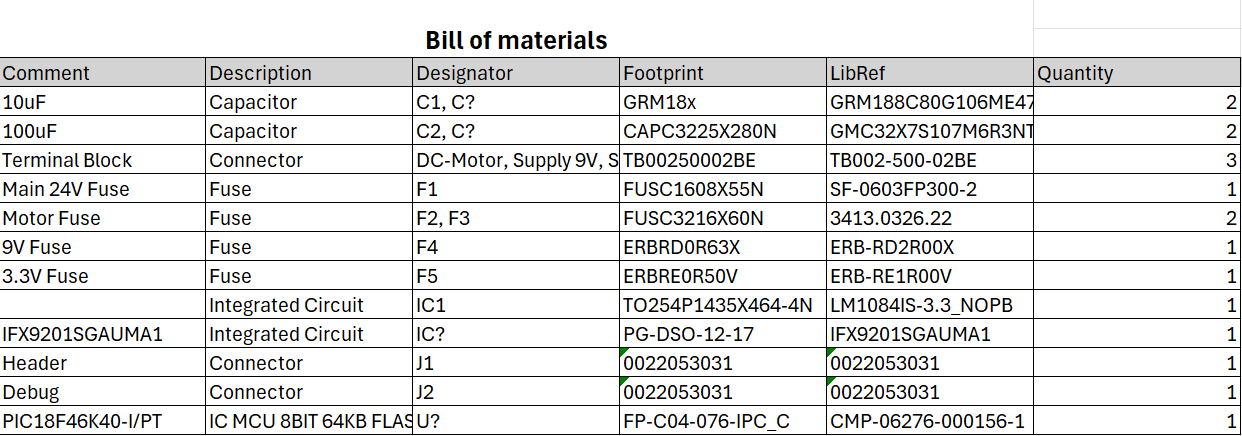 Bill of materials
Comment Description Designator Footprint LibRef Quantity
10uF Capacitor C1, C? GRM18x GRM188C80G106ME47 2
100uF Capacitor C2, C? CAPC3225X280N GMC32X7S107M6R3NT 2
Terminal Block Connector DC-Motor, Supply 9V, S TB00250002BE TB002-500-02BE 3
Main 24V Fuse Fuse F1 FUSC1608X55N SF-0603FP300-2 1
Motor Fuse Fuse F2, F3 FUSC3216X60N 3413.0326.22 2
9V Fuse Fuse F4 ERBRD0R63X ERB-RD2R00X 1
3.3V Fuse Fuse F5 ERBRE0R50V ERB-RE1R00V 1
Integrated Circuit IC1 TO254P1435X464-4N LM1084IS-3.3_NOPB 1
IFX9201SGAUMA1 Integrated Circuit IC? PG-DSO-12-17 IFX9201SGAUMA1 1
Header Connector J1 0022053031 0022053031 1
Debug Connector J2 0022053031 0022053031 1
PIC18F46K40-I/PT IC MCU 8BIT 64KB FLAS U? FP-C04-076-IPC_C CMP-06276-000156-1 1